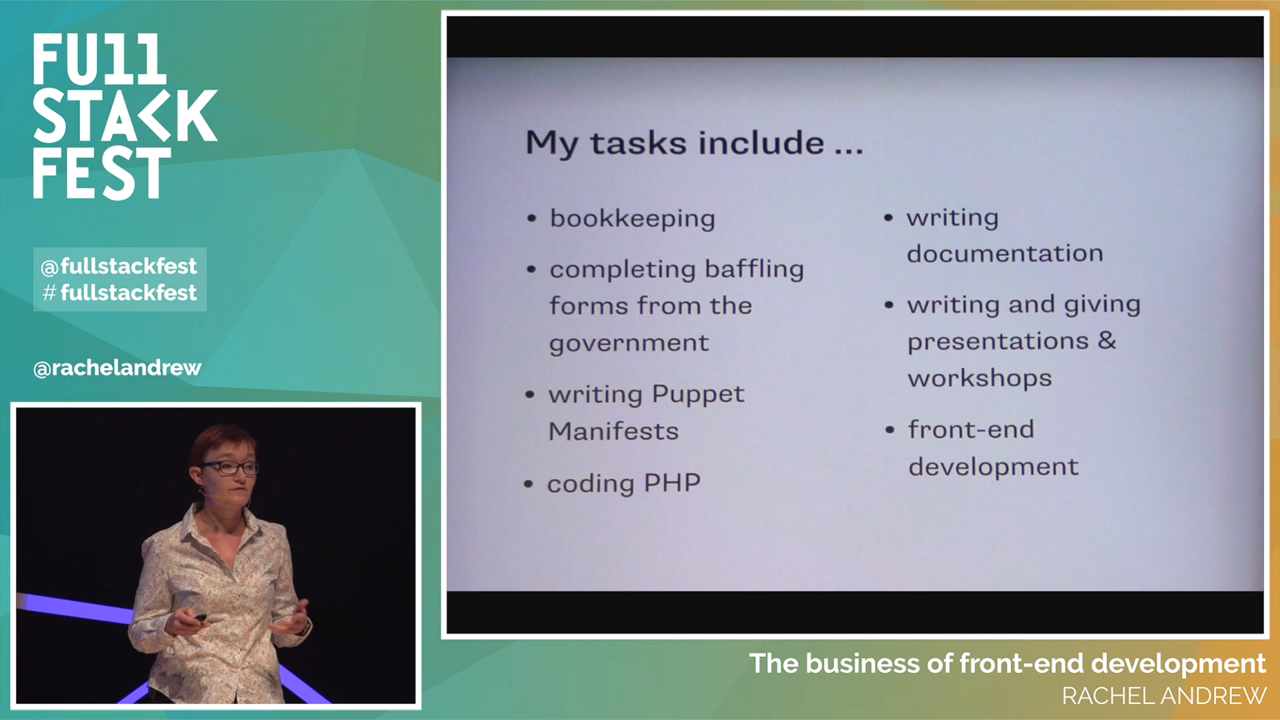 FU11
STACK
FEST
@fullstackfest
# fullstackfest
@rachelandrew
My tasks include ...
• bookkeeping
• completing baffling
forms from the
government
• writing Puppet
Manifests
• coding PHP
• writing
documentation
• writing and giving
presentations &
workshops
• front-end
development
The business of front-end development
RACHEL ANDREW